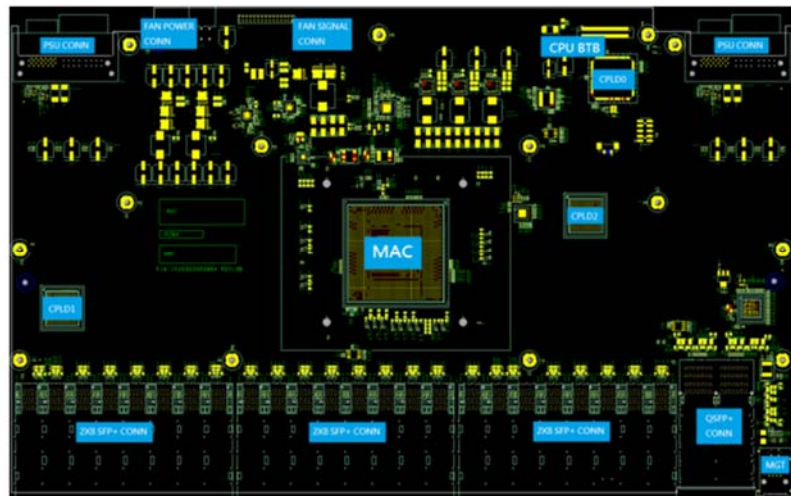 FAN POWER
CONN
FAN SIGNAL
CONN
PSU CONN
CPU BTB
PSU CONN
CPLD0
CPLD2
MAC
CPLD1
2X8 SFP+ CONN
2X8 SFP+ CONN
2X8 SFP+ CONN
QSFP+
CONN
MGT